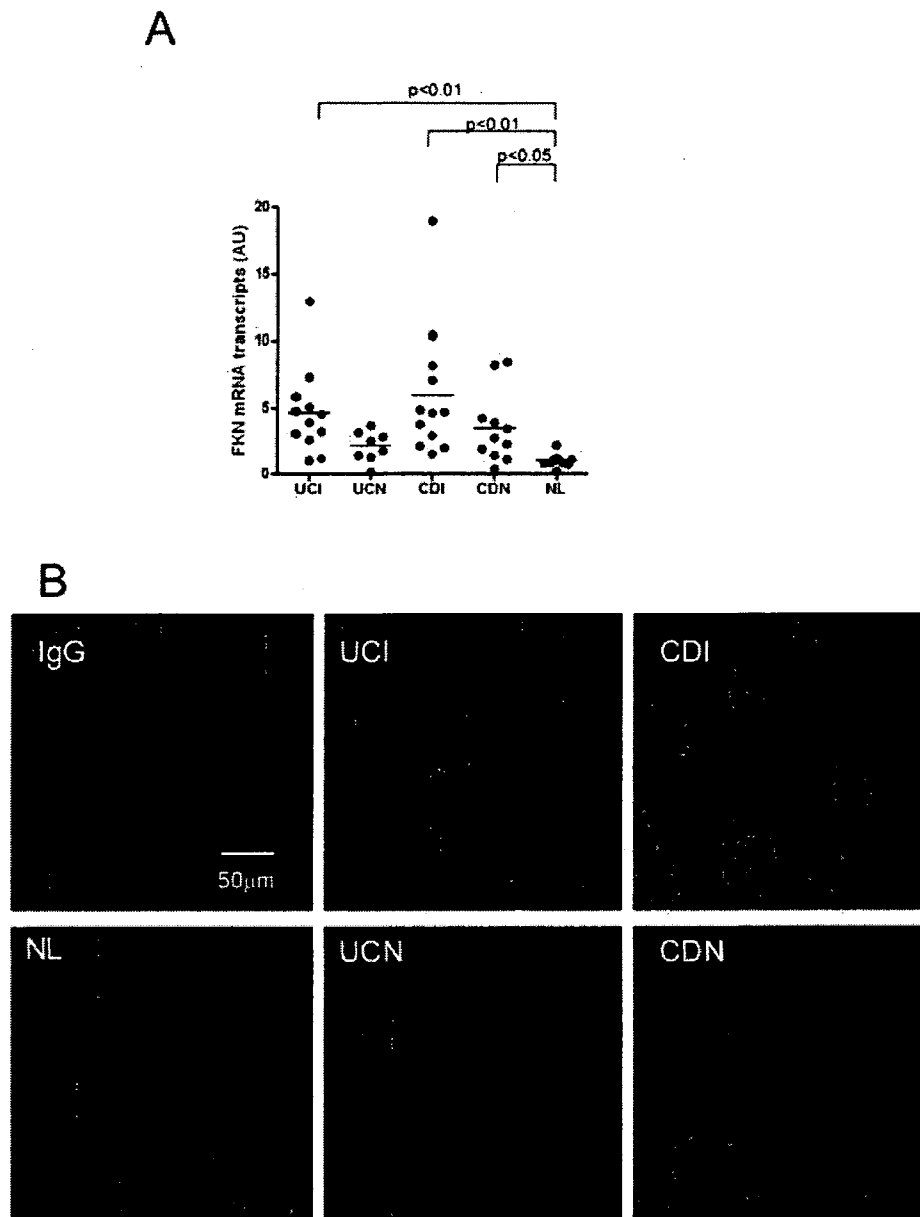 A
p<0.01
p<0.01
p<0.05
FKN mRNA transcripts (AU)
20
15
10
5
0
UCI UCN CDI CDN NL
B
IgG UCI CDI
50μm
NL UCN CDN